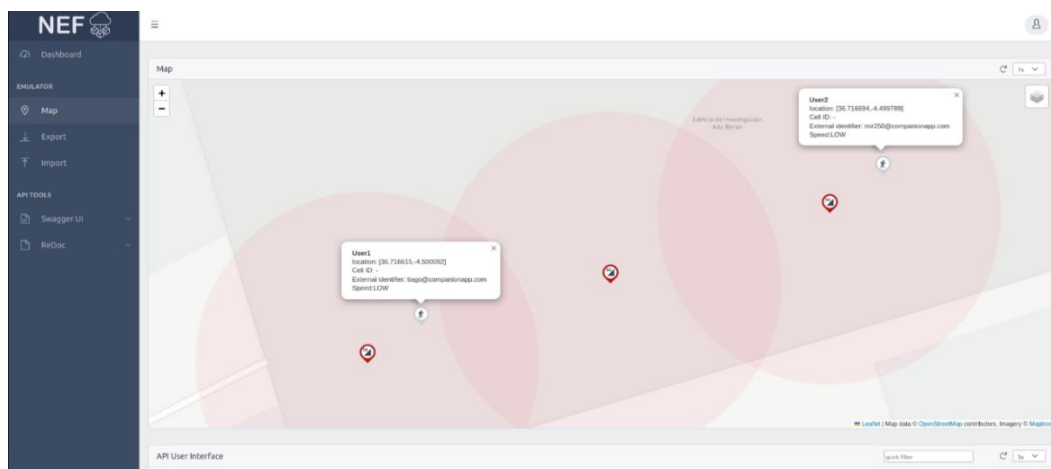 NEF
Dashboard
EMULATOR
Map
Export
Import
API TOOLS
Swagger UI
ReDoc
Map
1s
+
−
Edificio de Investigación
Ada Byron
User2
location: [36.716694,-4.499789]
Cell ID: -
External identifier: mir250@companionapp.com
Speed:LOW
User1
location: [36.716615,-4.500092]
Cell ID: -
External identifier: tiago@companionapp.com
Speed:LOW
Leaflet | Map data © OpenStreetMap contributors, Imagery © Mapbox
API User Interface
quick filter